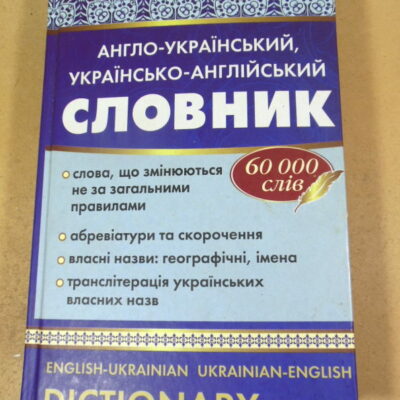 АНГЛО-УКРАЇНСЬКИЙ,
УКРАЇНСЬКО-АНГЛІЙСЬКИЙ
СЛОВНИК
60 000
слів
слова, що змінюються
не за загальними
правилами
абревіатури та скорочення
власні назви: географічні, імена
транслітерація українських
власних назв
ENGLISH-UKRAINIAN UKRAINIAN-ENGLISH
DICTIONARY